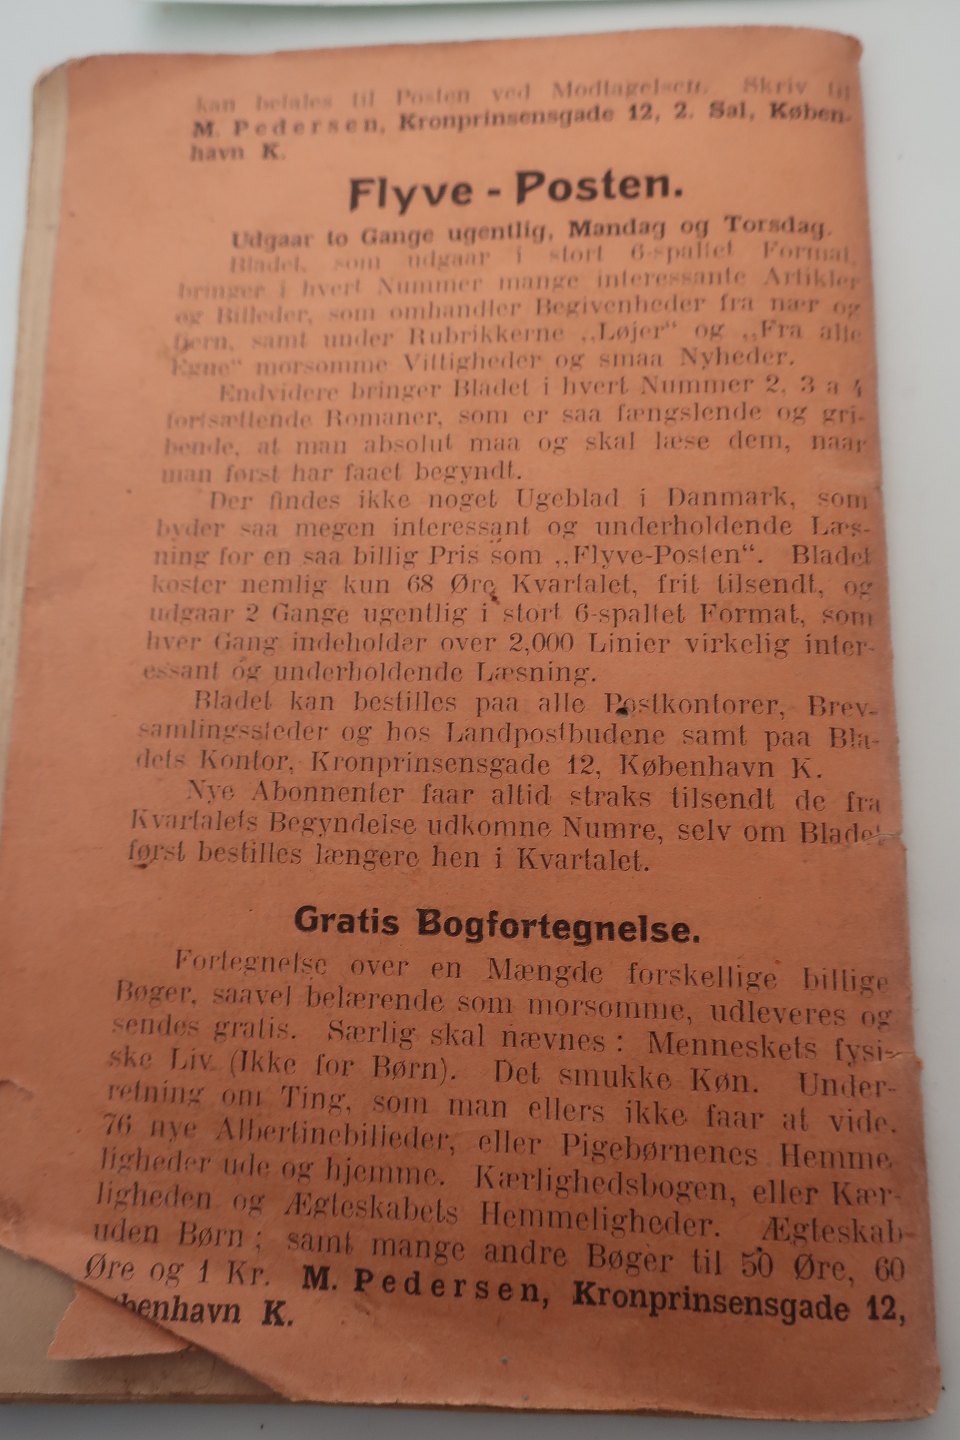 kan betales til Posten ved Modtagelsen. Skriv til
M. Pedersen, Kronprinsensgade 12, 2. Sal, Køben-
havn K.
Flyve - Posten.
Udgaar to Gange ugentlig, Mandag og Torsdag.
Bladet, som udgaar i stort 6-spaltet Format,
bringer i hvert Nummer mange interessante Artikler
og Billeder, som omhandler Begivenheder fra nær og
fjern, samt under Rubrikkerne „Løjer“ og „Fra alle
Egne“ morsomme Vittigheder og smaa Nyheder.
Endvidere bringer Bladet i hvert Nummer 2, 3 a 4
fortsættende Romaner, som er saa fængslende og gri-
bende, at man absolut maa og skal læse dem, naar
man først har faaet begyndt.
Der findes ikke noget Ugeblad i Danmark, som
byder saa megen interessant og underholdende Læs-
ning for en saa billig Pris som „Flyve-Posten“. Bladet
koster nemlig kun 68 Øre Kvartalet, frit tilsendt, og
udgaar 2 Gange ugentlig i stort 6-spaltet Format, som
hver Gang indeholder over 2,000 Linier virkelig inter-
essant og underholdende Læsning.
Bladet kan bestilles paa alle Postkontorer, Brev-
samlingssteder og hos Landpostbudene samt paa Bla-
dets Kontor, Kronprinsensgade 12, København K.
Nye Abonnenter faar altid straks tilsendt de fra
Kvartalets Begyndelse udkomne Numre, selv om Bladet
først bestilles længere hen i Kvartalet.
Gratis Bogfortegnelse.
Fortegnelse over en Mængde forskellige billige
Bøger, saavel belærende som morsomme, udleveres og
sendes gratis. Særlig skal nævnes: Menneskets fysi-
ske Liv (Ikke for Børn). Det smukke Køn. Under-
retning om Ting, som man ellers ikke faar at vide.
76 nye Albertinebilleder, eller Pigebørnenes Hemme
ligheder ude og hjemme. Kærlighedsbogen, eller Kær-
ligheden og Ægteskabets Hemmeligheder. Ægteskab
uden Børn; samt mange andre Bøger til 50 Øre, 60
Øre og 1 Kr. M. Pedersen, Kronprinsensgade 12,
benhavn K.